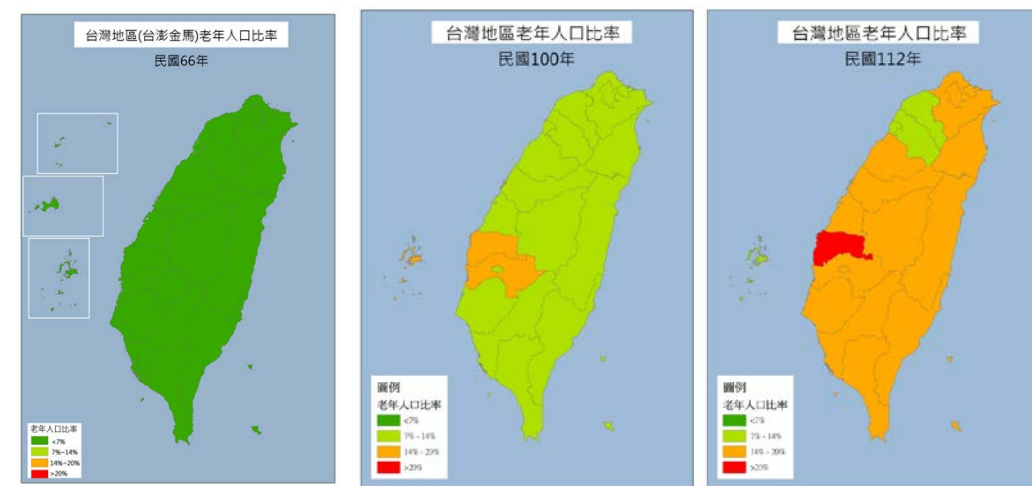 台灣地區(台澎金馬)老年人口比率
民國66年
老年人口比率
<7%
7%~14%
14%~20%
>20%
台灣地區老年人口比率
民國100年
圖例
老年人口比率
<7%
7% - 14%
14% - 20%
>20%
台灣地區老年人口比率
民國112年
圖例
老年人口比率
<7%
7% - 14%
14% - 20%
>20%